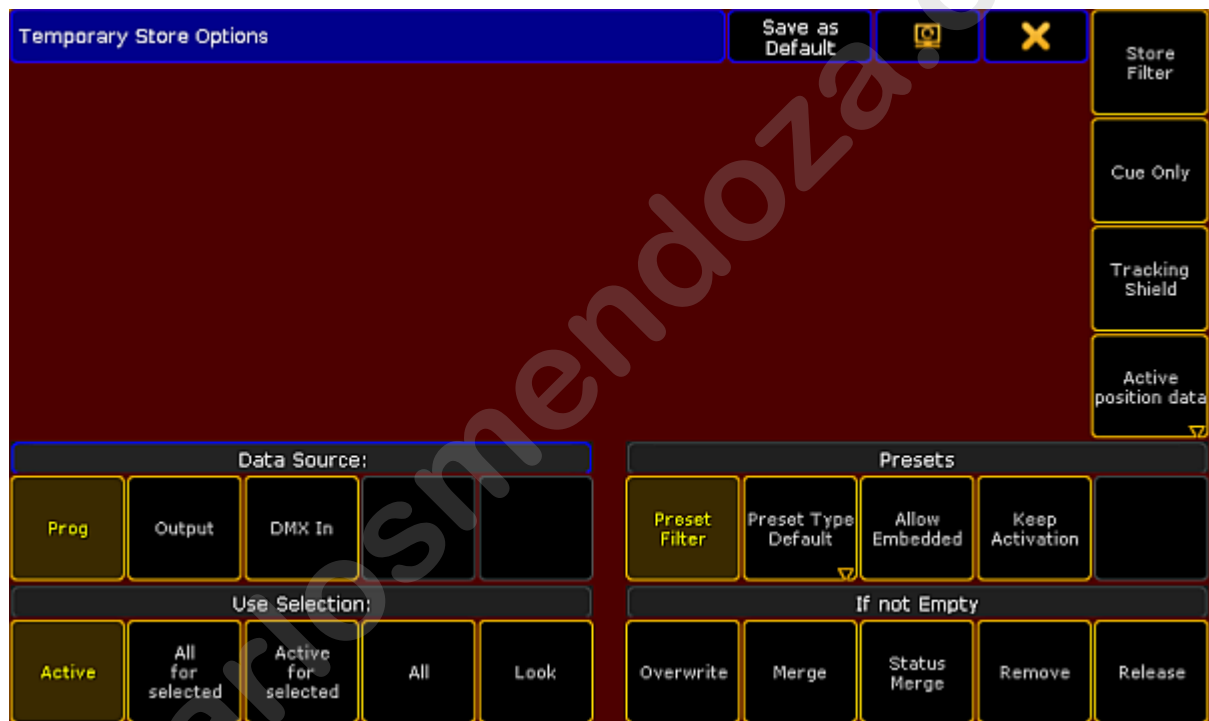 Temporary Store Options
Save as
Default
Store
Filter
Cue Only
Tracking
Shield
Active
position data
Data Source:
Prog
Output
DMX In
Presets
Preset
Filter
Preset Type
Default
Allow
Embedded
Keep
Activation
Use Selection:
Active
All
for
selected
Active
for
selected
All
Look
If not Empty
Overwrite
Merge
Status
Merge
Remove
Release
arlosmendoza.